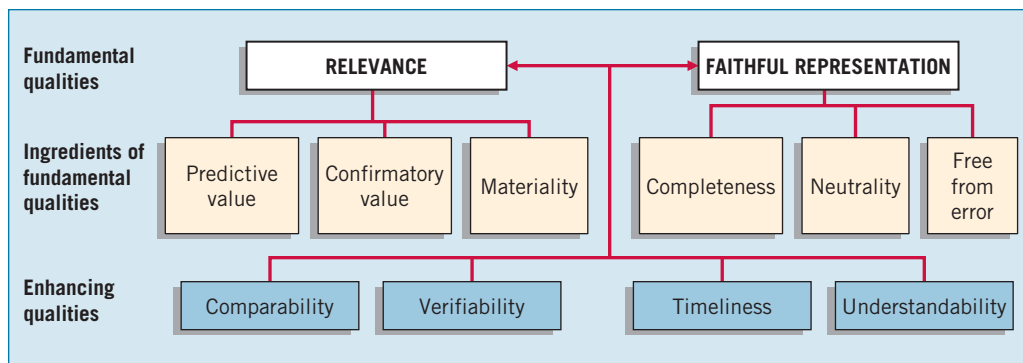 Fundamental
qualities
RELEVANCE
FAITHFUL REPRESENTATION
Ingredients of
fundamental
qualities
Predictive
value
Confirmatory
value
Materiality
Completeness
Neutrality
Free
from
error
Enhancing
qualities
Comparability
Verifiability
Timeliness
Understandability